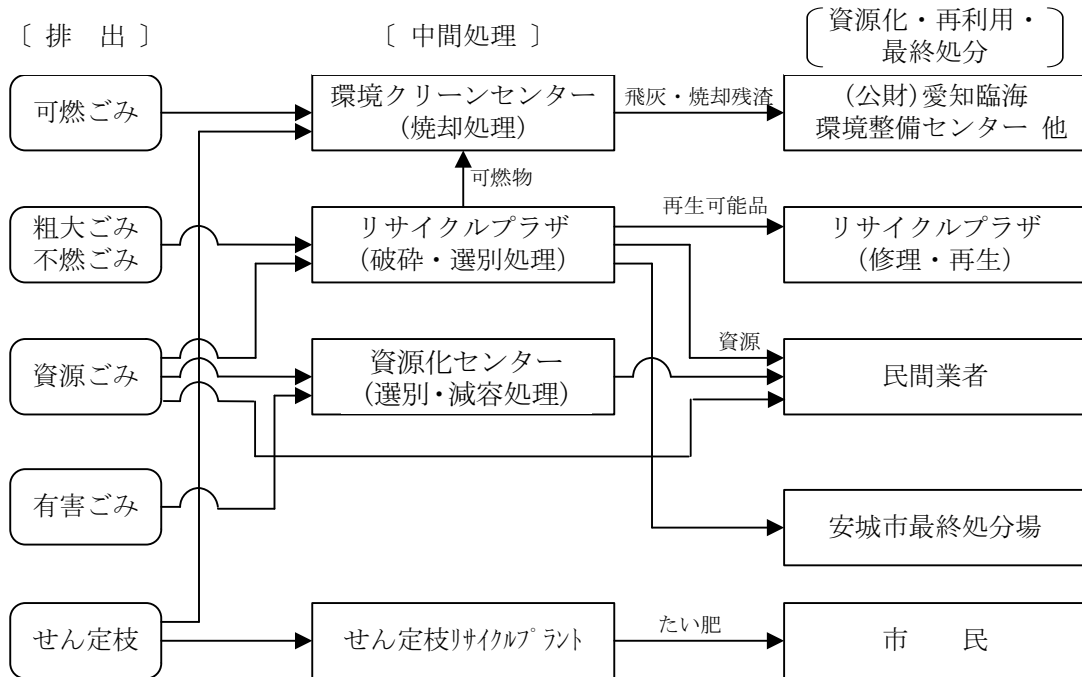 〔 排　出 〕
〔 中間処理 〕
資源化・再利用・
最終処分
可燃ごみ
環境クリーンセンター
(焼却処理)
飛灰・焼却残渣
(公財)愛知臨海
環境整備センター 他
可燃物
粗大ごみ
不燃ごみ
リサイクルプラザ
(破砕・選別処理)
再生可能品
リサイクルプラザ
(修理・再生)
資源ごみ
資源化センター
(選別・減容処理)
資源
民間業者
有害ごみ
安城市最終処分場
せん定枝
せん定枝ﾘｻｲｸﾙﾌﾟﾗﾝﾄ
たい肥
市　　民